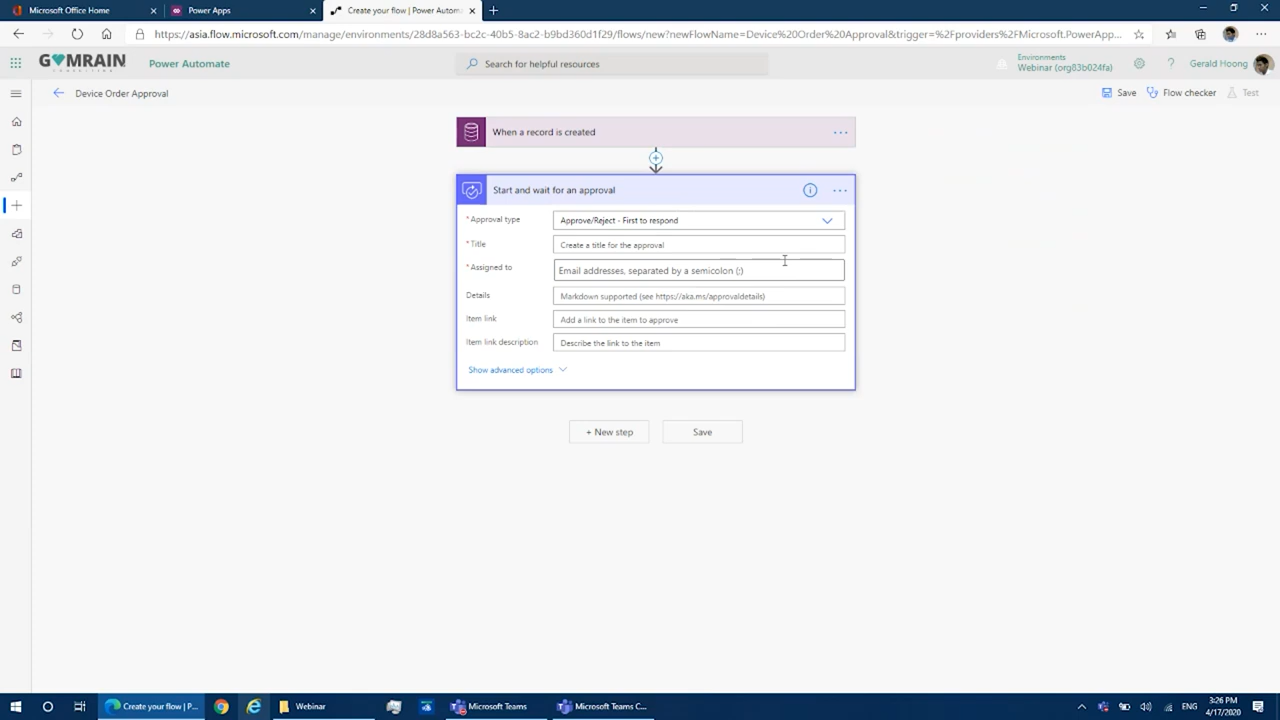 Microsoft Office Home
Power Apps
Create your flow | Power Automa
https://asia.flow.microsoft.com/manage/environments/28d8a563-bc2c-40b5-8ac2-b9bd360d1f29/flows/new?newFlowName=Device%20Order%20Approval&trigger=%2Fproviders%2FMicrosoft.PowerApp...
GOMRAIN
CONSULTING
Power Automate
Search for helpful resources
Environments
Webinar (org83b024fa)
?
Gerald Hoong
Device Order Approval
Save
Flow checker
Test
When a record is created
Start and wait for an approval
* Approval type
Approve/Reject - First to respond
* Title
Create a title for the approval
* Assigned to
Email addresses, separated by a semicolon (;)
Details
Markdown supported (see https://aka.ms/approvaldetails)
Item link
Add a link to the item to approve
Item link description
Describe the link to the item
Show advanced options
+ New step
Save
Create your flow | P...
Webinar
Microsoft Teams
Microsoft Teams C...
ENG
3:26 PM
4/17/2020